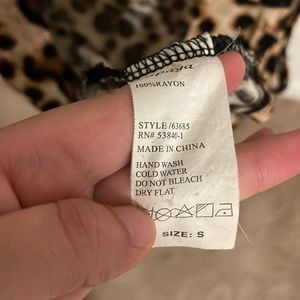 100%RAYON
STYLE/63685
RN# 53846-1
MADE IN CHINA
HAND WASH
COLD WATER
DO NOT BLEACH
DRY FLAT
SIZE: S